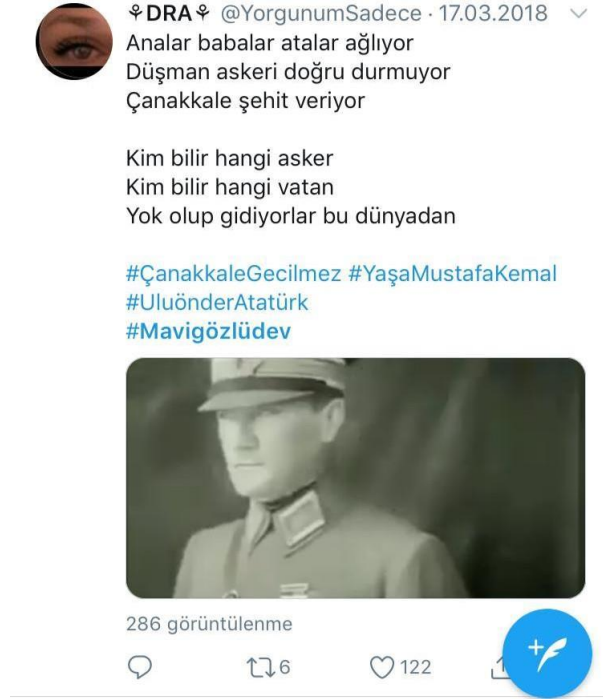 ⚘DRA⚘ @YorgunumSadece · 17.03.2018
Analar babalar atalar ağlıyor
Düşman askeri doğru durmuyor
Çanakkale şehit veriyor
Kim bilir hangi asker
Kim bilir hangi vatan
Yok olup gidiyorlar bu dünyadan
#ÇanakkaleGecilmez #YaşaMustafaKemal
#UluönderAtatürk
#Mavigözlüdev
286 görüntülenme
6 122